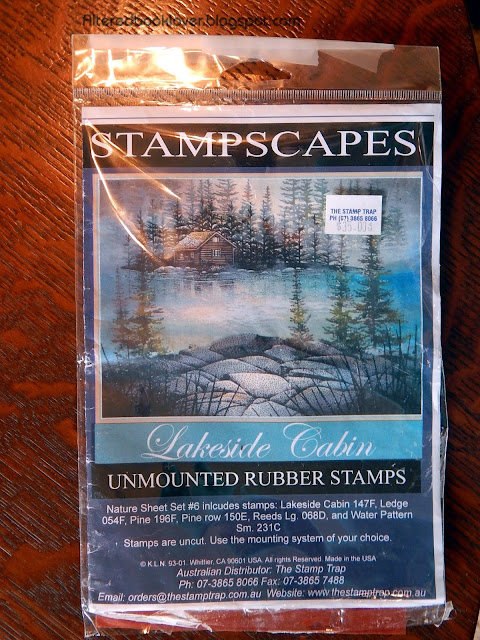 filteredbooklover.blogspot.com
STAMPSCAPES
THE STAMP TRAP
PH (07) 3865 8066
Lakeside Cabin
UNMOUNTED RUBBER STAMPS
Nature Sheet Set #6 inlcudes stamps: Lakeside Cabin 147F, Ledge
054F, Pine 196F, Pine row 150E, Reeds Lg. 068D, and Water Pattern
Sm. 231C
Stamps are uncut. Use the mounting system of your choice.
© K.L.N. 93-01. Whittier, CA 90601 USA. All rights Reserved. Made in the USA
Australian Distributor: The Stamp Trap
Ph: 07-3865 8066 Fax: 07-3865 7488
Email: orders@thestamptrap.com.au Website: www.thestamptrap.com.au